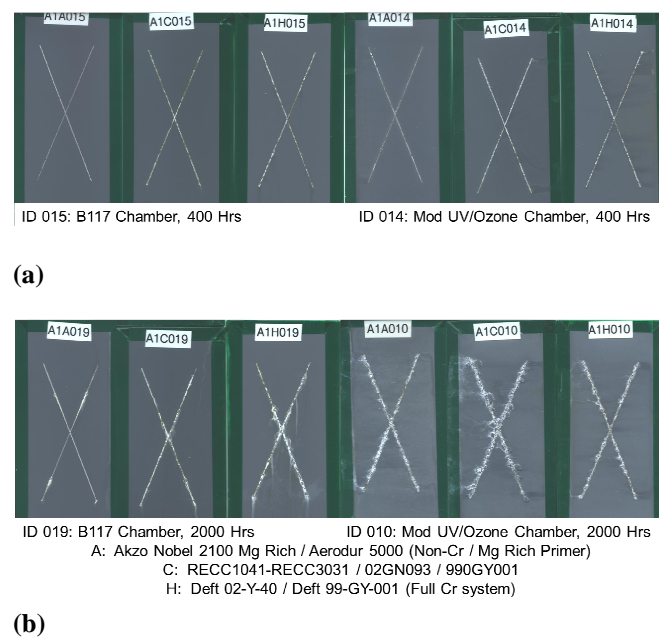 A1A015 A1C015 A1H015 A1A014 A1C014 A1H014
ID 015: B117 Chamber, 400 Hrs ID 014: Mod UV/Ozone Chamber, 400 Hrs
(a)
A1A019 A1C019 A1H019 A1A010 A1C010 A1H010
ID 019: B117 Chamber, 2000 Hrs ID 010: Mod UV/Ozone Chamber, 2000 Hrs
A: Akzo Nobel 2100 Mg Rich / Aerodur 5000 (Non-Cr / Mg Rich Primer)
C: RECC1041-RECC3031 / 02GN093 / 990GY001
H: Deft 02-Y-40 / Deft 99-GY-001 (Full Cr system)
(b)